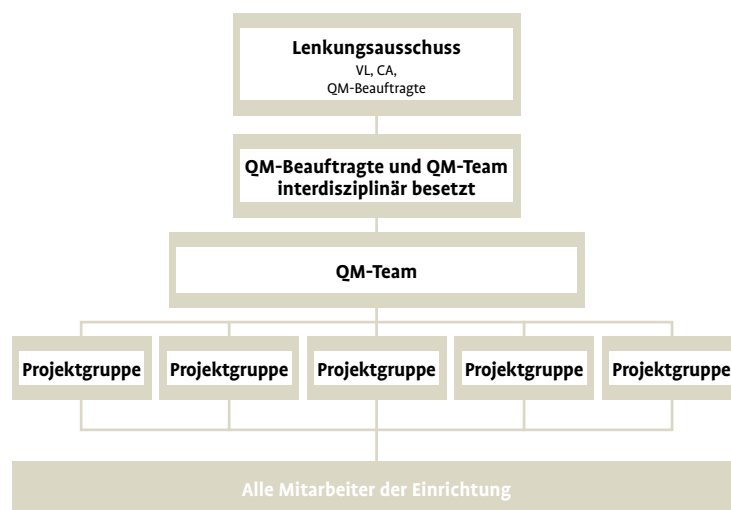 Lenkungsausschuss
VL, CA,
QM-Beauftragte
QM-Beauftragte und QM-Team
interdisziplinär besetzt
QM-Team
Projektgruppe
Projektgruppe
Projektgruppe
Projektgruppe
Projektgruppe
Alle Mitarbeiter der Einrichtung